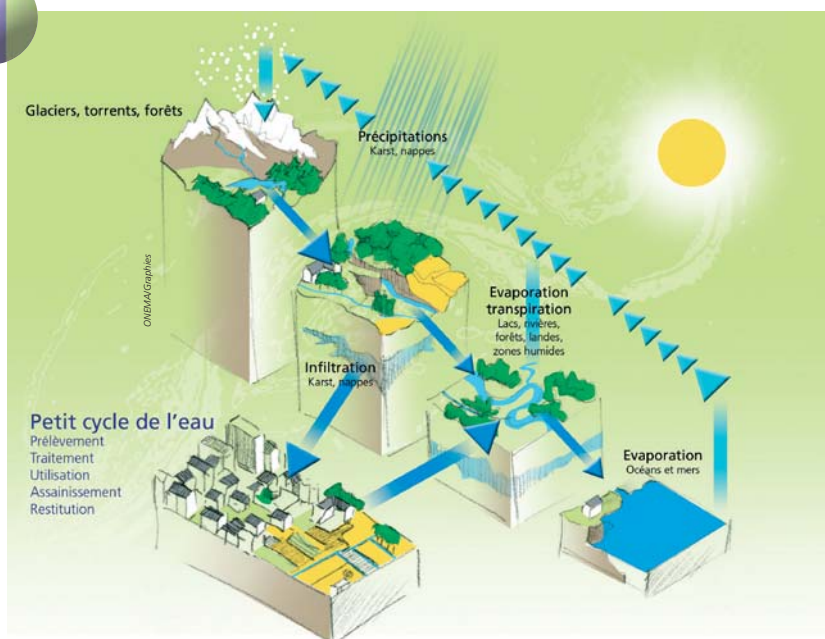 Glaciers, torrents, forêts
Précipitations
Karst, nappes
ONEMA/Graphies
Evaporation
transpiration
Lacs, rivières,
forêts, landes,
zones humides
Infiltration
Karst, nappes
Petit cycle de l'eau
Prélèvement
Traitement
Utilisation
Assainissement
Restitution
Evaporation
Océans et mers